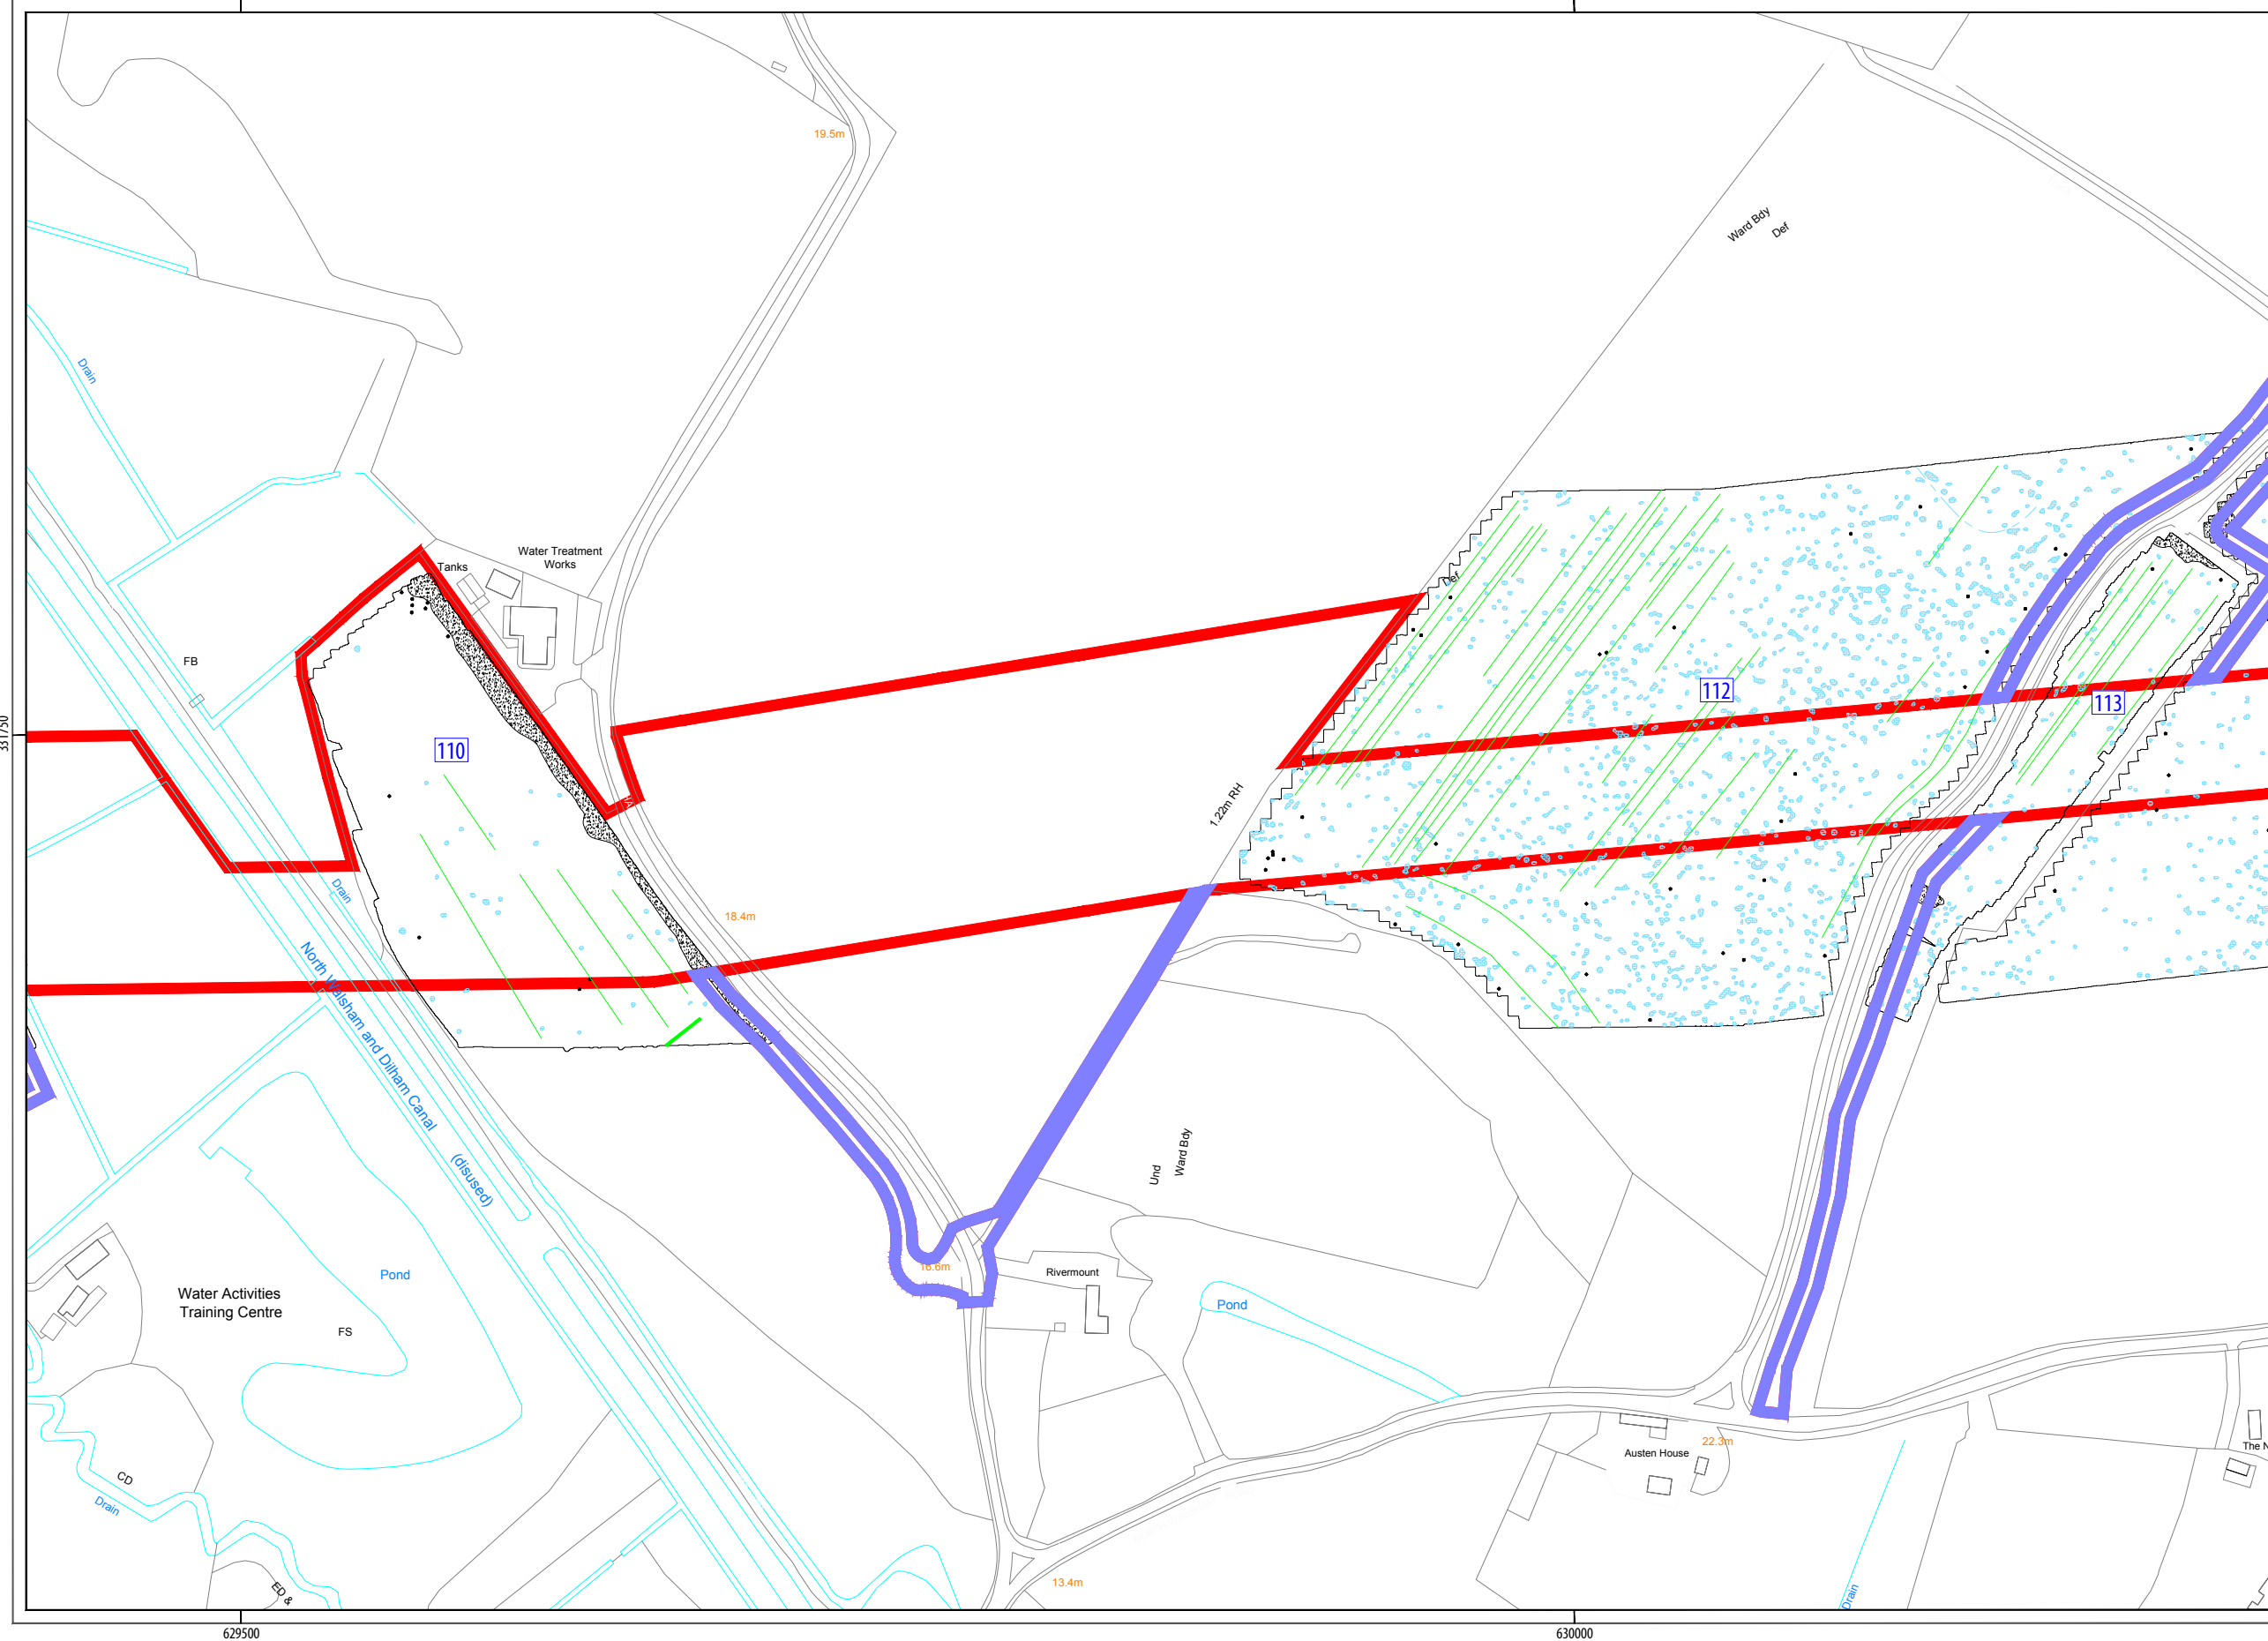 19.5m
Ward Bdy
Def
Drain
Water Treatment
Works
Tanks
Def
FB
112
113
331750
110
1.22m RH
Drain
18.4m
North Walsham and Dilham Canal
(disused)
Und
Ward Bdy
16.6m
Rivermount
Pond
Water Activities
Training Centre
Pond
FS
22.3m
Austen House
The N
CD
Drain
13.4m
ED &
Drain
629500
630000